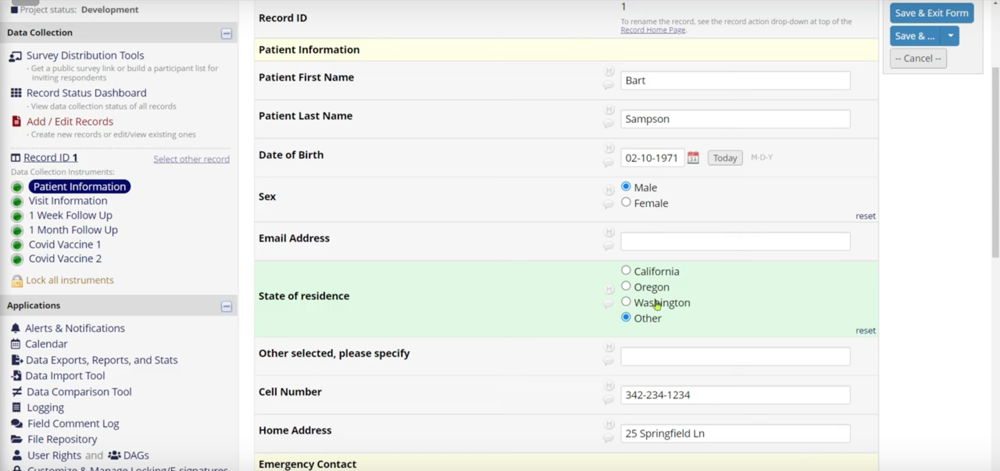 Project status: Development
Data Collection
Survey Distribution Tools
- Get a public survey link or build a participant list for
inviting respondents
Record Status Dashboard
- View data collection status of all records
Add / Edit Records
- Create new records or edit/view existing ones
Record ID 1
Select other record
Data Collection Instruments:
Patient Information
Visit Information
1 Week Follow Up
1 Month Follow Up
Covid Vaccine 1
Covid Vaccine 2
Lock all instruments
Applications
Alerts & Notifications
Calendar
Data Exports, Reports, and Stats
Data Import Tool
Data Comparison Tool
Logging
Field Comment Log
File Repository
User Rights and DAGs
Customize & Manage Locking/E-signatures
Record ID
1
To rename the record, see the record action drop-down at top of the
Record Home Page.
Patient Information
Patient First Name
H
Bart
Patient Last Name
H
Sampson
Date of Birth
H
02-10-1971
31
Today
M-D-Y
Sex
H
Male
Female
reset
Email Address
H
State of residence
H
California
Oregon
Washington
Other
reset
Other selected, please specify
H
Cell Number
H
342-234-1234
Home Address
H
25 Springfield Ln
Emergency Contact
Save & Exit Form
Save & ...
-- Cancel --